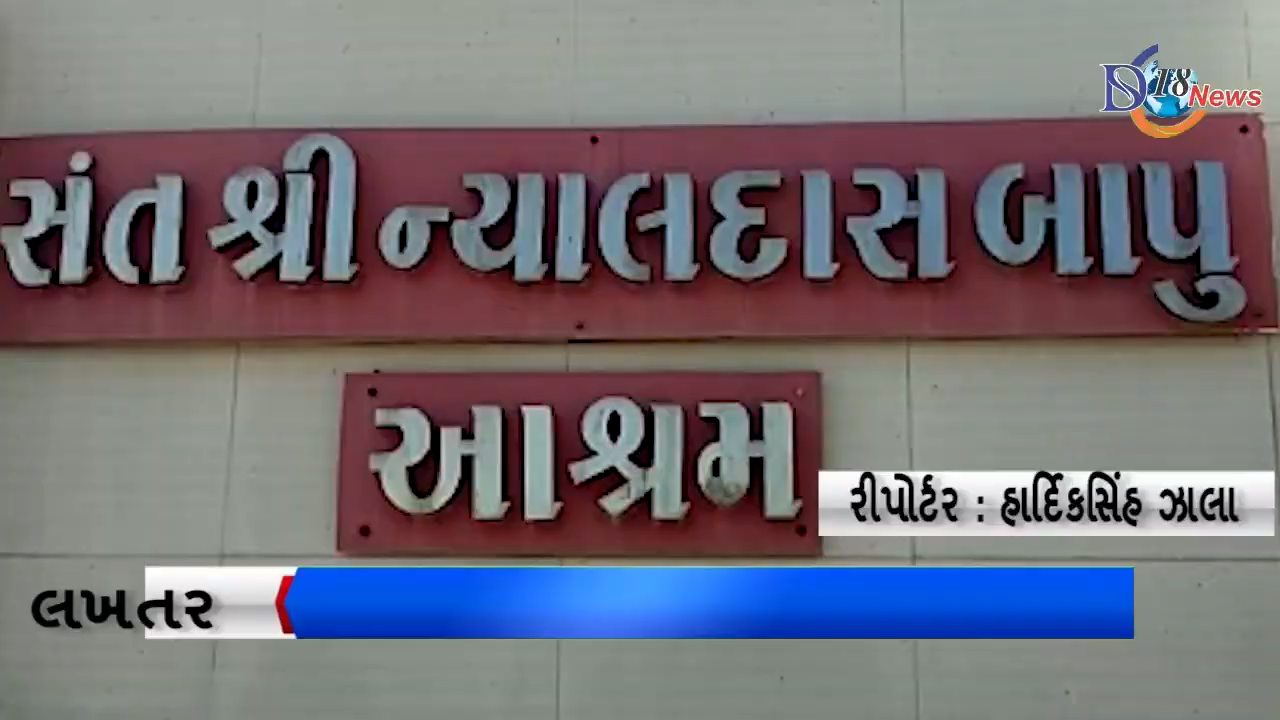 DS 18 News
સંત શ્રી ન્યાલદાસ બાપુ
આશ્રમ
રીપોર્ટર : હાર્દિકસિંહ ઝાલા
લખતર